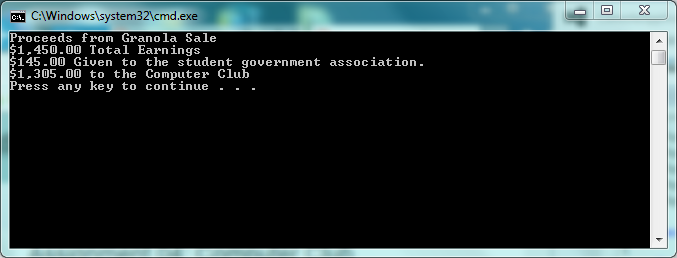 C:\Windows\system32\cmd.exe
Proceeds from Granola Sale
$1,450.00 Total Earnings
$145.00 Given to the student government association.
$1,305.00 to the Computer Club
Press any key to continue . . .